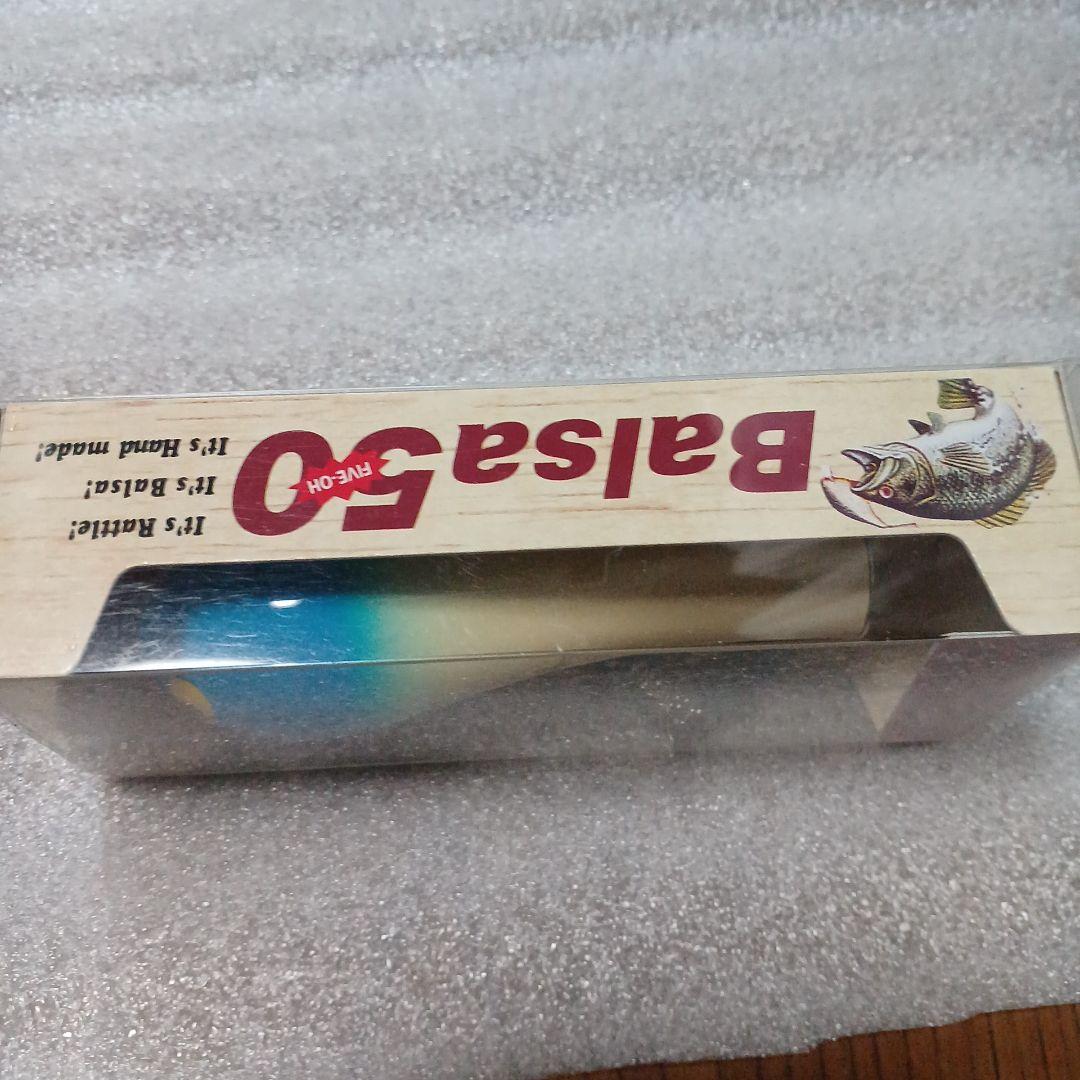 Balsa50
FIVE-OH
It's Rattle!
It's Balsa!
It's Hand made!